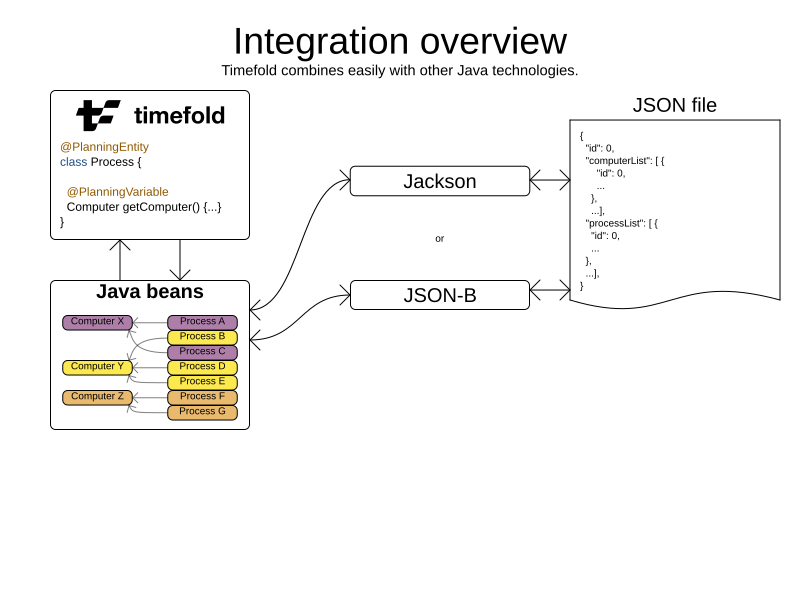 Integration overview
Timefold combines easily with other Java technologies.
timefold
@PlanningEntity
class Process {
@PlanningVariable
Computer getComputer() {...}
}
Java beans
Computer X
Computer Y
Computer Z
Process A
Process B
Process C
Process D
Process E
Process F
Process G
Jackson
or
JSON-B
JSON file
{
"id": 0,
"computerList": [ {
"id": 0,
...
},
...],
"processList": [ {
"id": 0,
...
},
...],
}